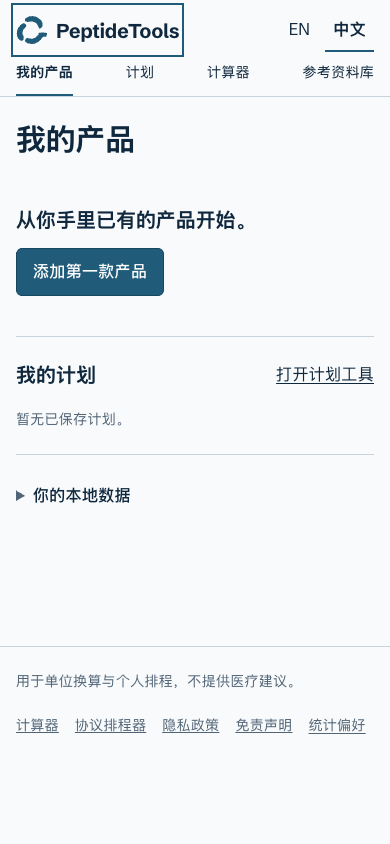 PeptideTools
EN 中文
我的产品 计划 计算器 参考资料库
我的产品
从你手里已有的产品开始。
添加第一款产品
我的计划 打开计划工具
暂无已保存计划。
你的本地数据
用于单位换算与个人排程，不提供医疗建议。
计算器 协议排程器 隐私政策 免责声明 统计偏好